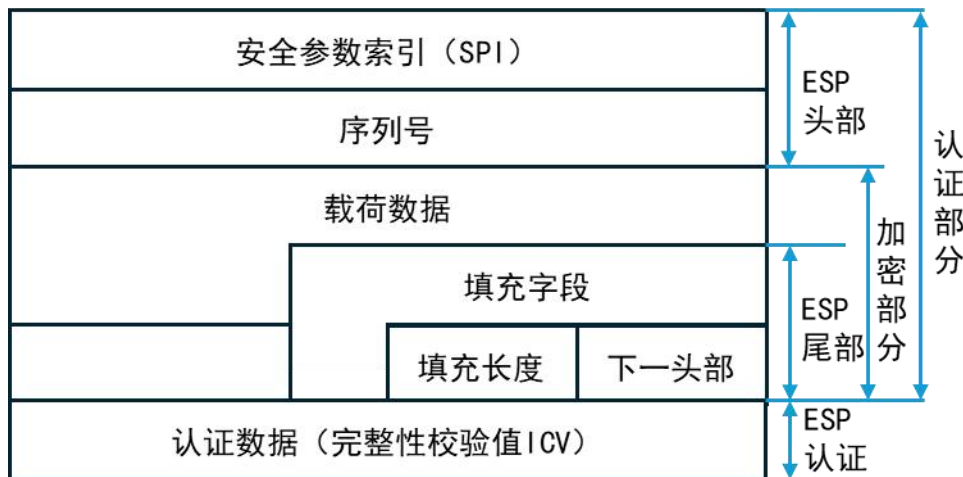 安全参数索引（SPI）
序列号
载荷数据
填充字段
填充长度
下一头部
认证数据（完整性校验值ICV）
ESP
头部
加
密
部
分
ESP
尾部
ESP
认证
认
证
部
分